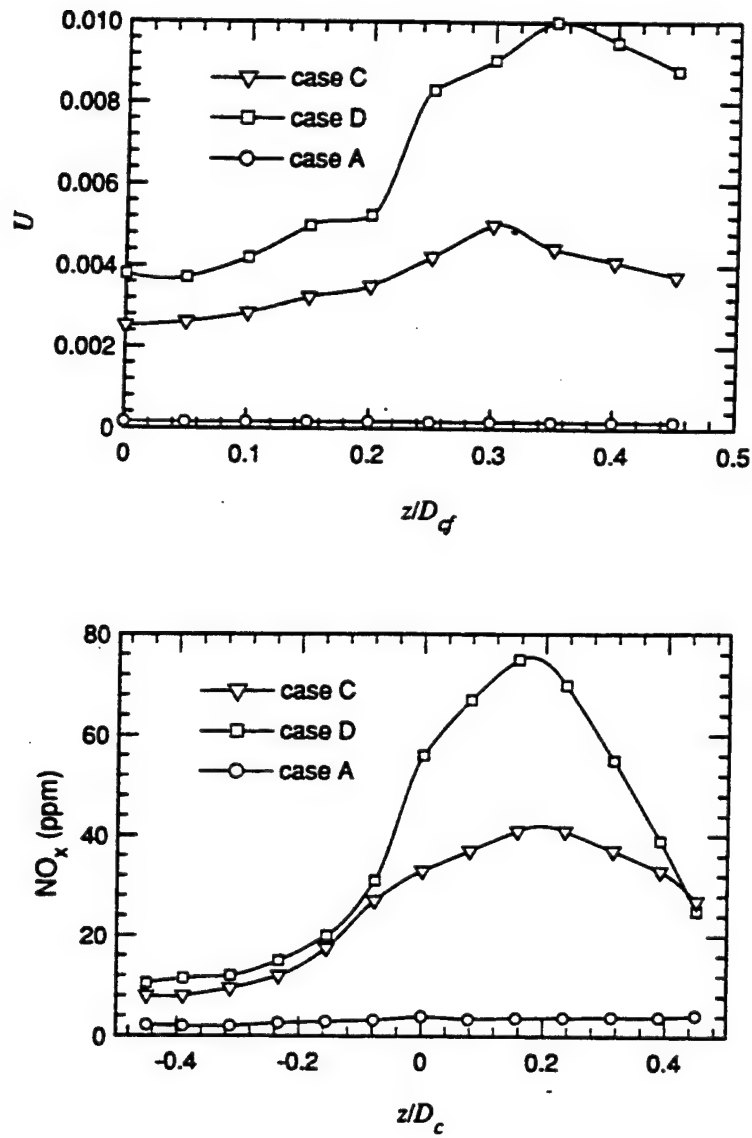 0.010
0.008
0.006
0.004
0.002
0
U
case C
case D
case A
0 0.1 0.2 0.3 0.4 0.5
z/D_cf
80
60
40
20
0
NO_x (ppm)
case C
case D
case A
-0.4 -0.2 0 0.2 0.4
z/D_c